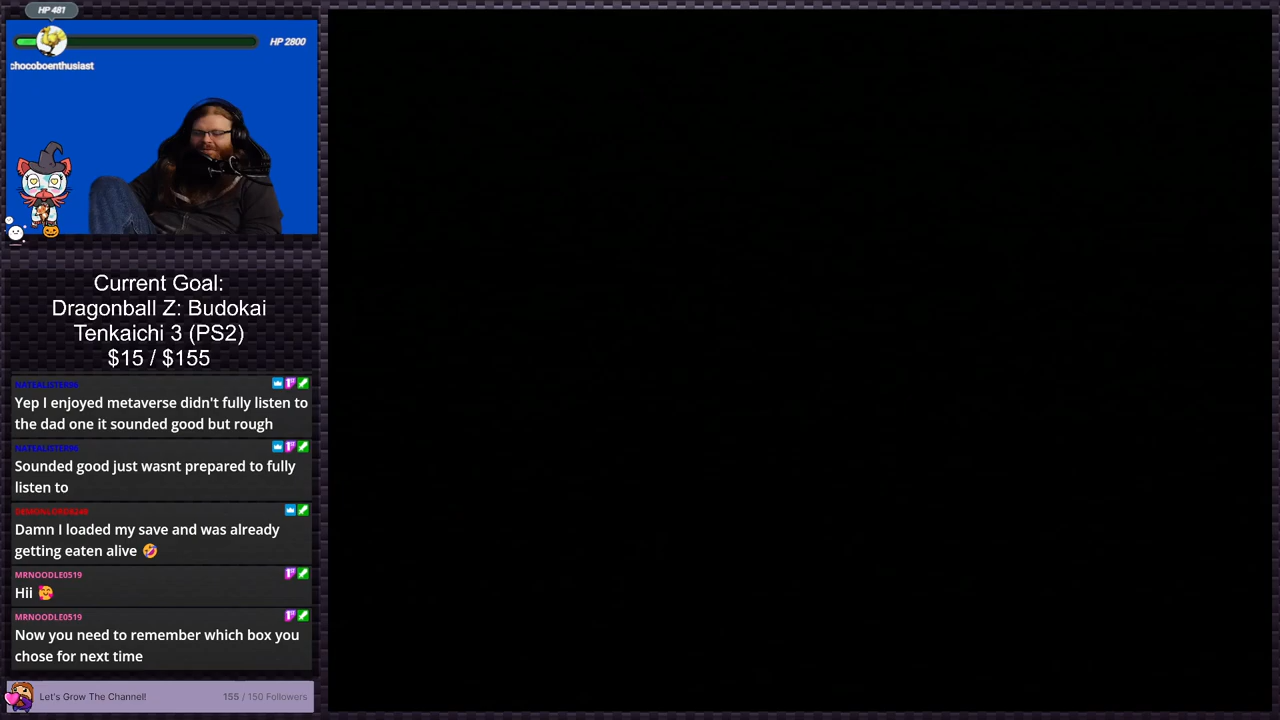 HP 481
HP 2800
chocoboenthusiast
Current Goal:
Dragonball Z: Budokai
Tenkaichi 3 (PS2)
$15 / $155
NATEALISTER96
Yep I enjoyed metaverse didn't fully listen to
the dad one it sounded good but rough
NATEALISTER96
Sounded good just wasnt prepared to fully
listen to
Damn I loaded my save and was already
getting eaten alive 🤣
MRNOODLE0519
Hii 🥰
MRNOODLE0519
Now you need to remember which box you
chose for next time
Let's Grow The Channel!
155 / 150 Followers